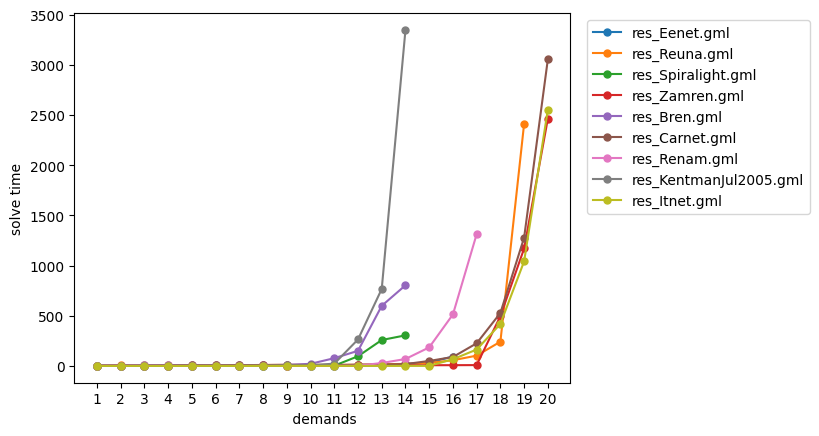 3500
3000
2500
2000
1500
1000
500
0
solve time
1 2 3 4 5 6 7 8 9 10 11 12 13 14 15 16 17 18 19 20
demands
res_Eenet.gml
res_Reuna.gml
res_Spiralight.gml
res_Zamren.gml
res_Bren.gml
res_Carnet.gml
res_Renam.gml
res_KentmanJul2005.gml
res_Itnet.gml